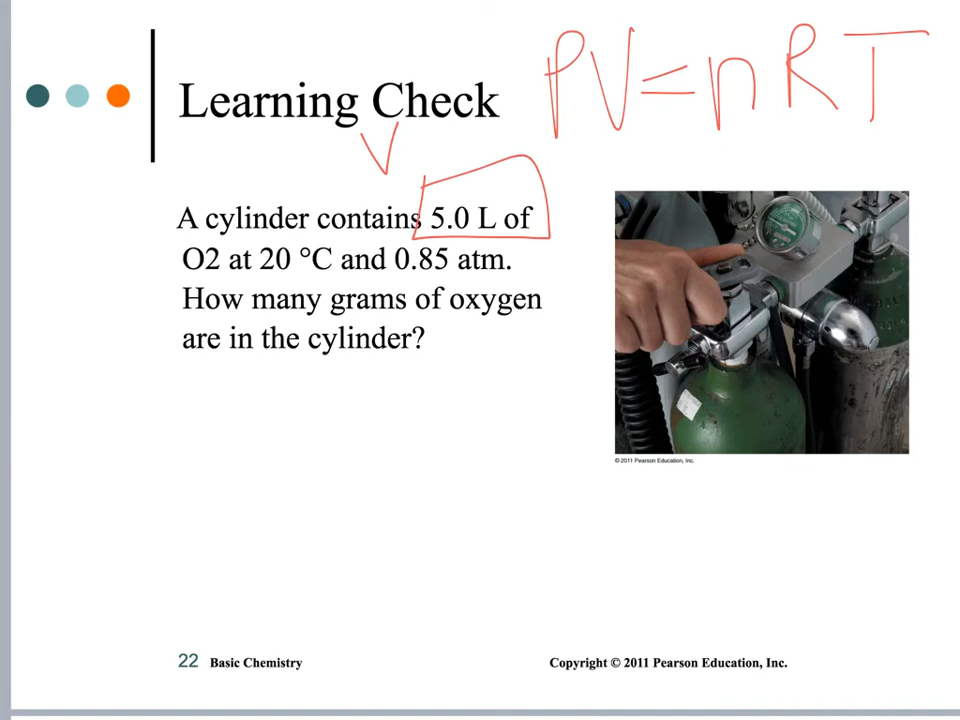 PV = nRT
Learning Check
V
A cylinder contains 5.0 L of
O2 at 20 °C and 0.85 atm.
How many grams of oxygen
are in the cylinder?
© 2011 Pearson Education, Inc.
22 Basic Chemistry
Copyright © 2011 Pearson Education, Inc.